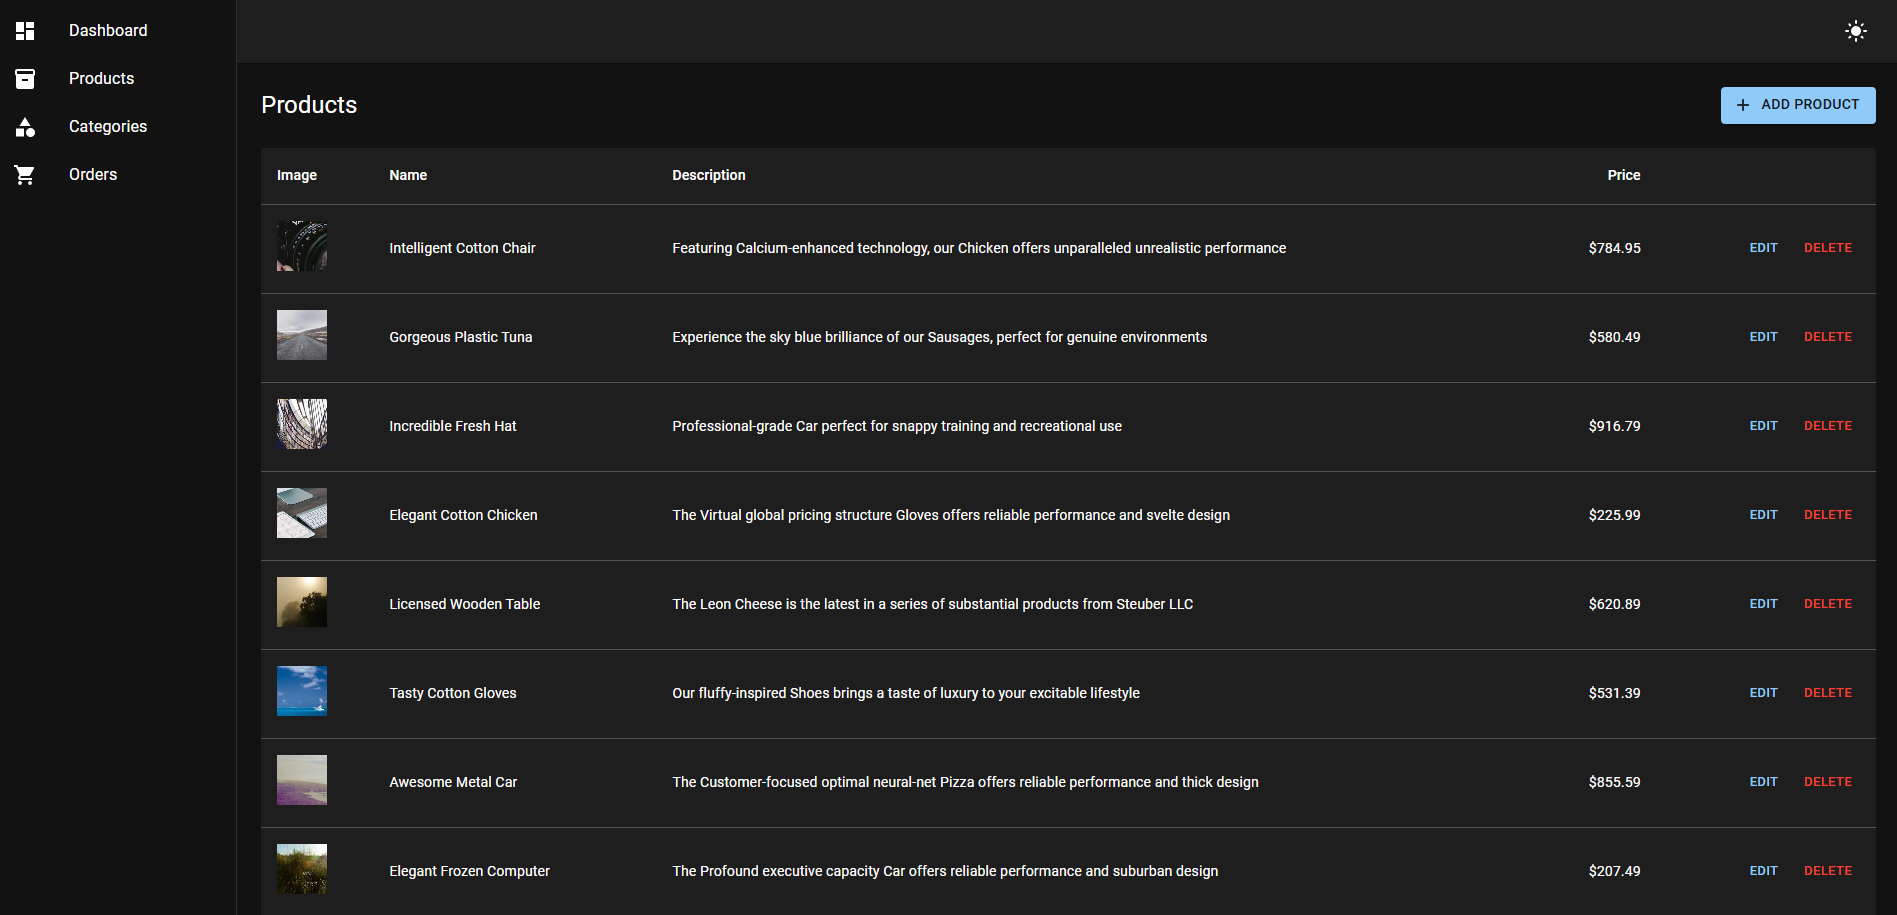 Dashboard
Products
Categories
Orders
Products
ADD PRODUCT
Image Name Description Price
Intelligent Cotton Chair Featuring Calcium-enhanced technology, our Chicken offers unparalleled unrealistic performance $784.95 EDIT DELETE
Gorgeous Plastic Tuna Experience the sky blue brilliance of our Sausages, perfect for genuine environments $580.49 EDIT DELETE
Incredible Fresh Hat Professional-grade Car perfect for snappy training and recreational use $916.79 EDIT DELETE
Elegant Cotton Chicken The Virtual global pricing structure Gloves offers reliable performance and svelte design $225.99 EDIT DELETE
Licensed Wooden Table The Leon Cheese is the latest in a series of substantial products from Steuber LLC $620.89 EDIT DELETE
Tasty Cotton Gloves Our fluffy-inspired Shoes brings a taste of luxury to your excitable lifestyle $531.39 EDIT DELETE
Awesome Metal Car The Customer-focused optimal neural-net Pizza offers reliable performance and thick design $855.59 EDIT DELETE
Elegant Frozen Computer The Profound executive capacity Car offers reliable performance and suburban design $207.49 EDIT DELETE